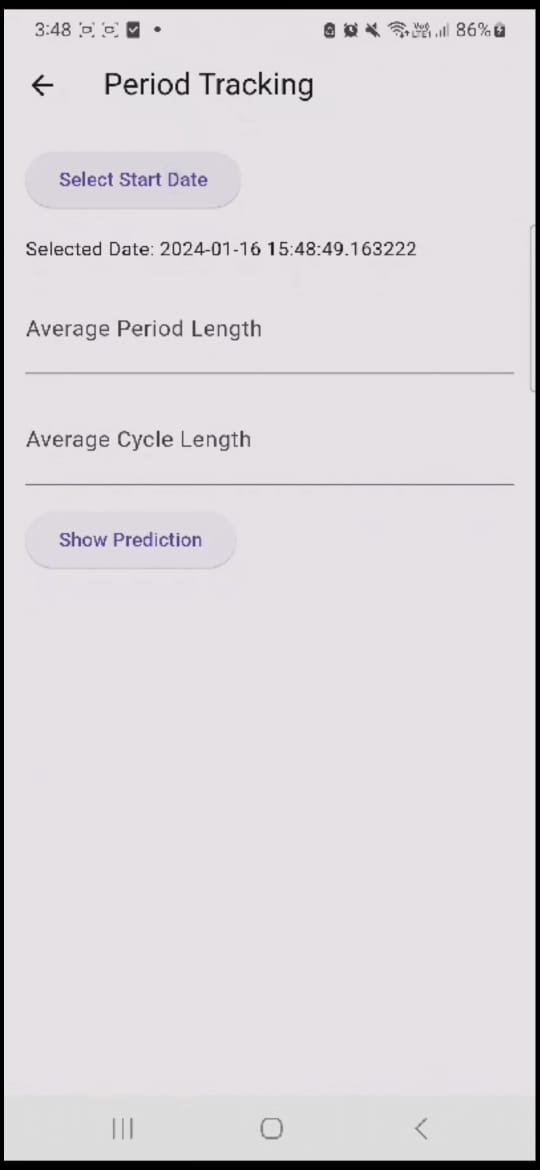 3:48 86%
Period Tracking
Select Start Date
Selected Date: 2024-01-16 15:48:49.163222
Average Period Length
Average Cycle Length
Show Prediction